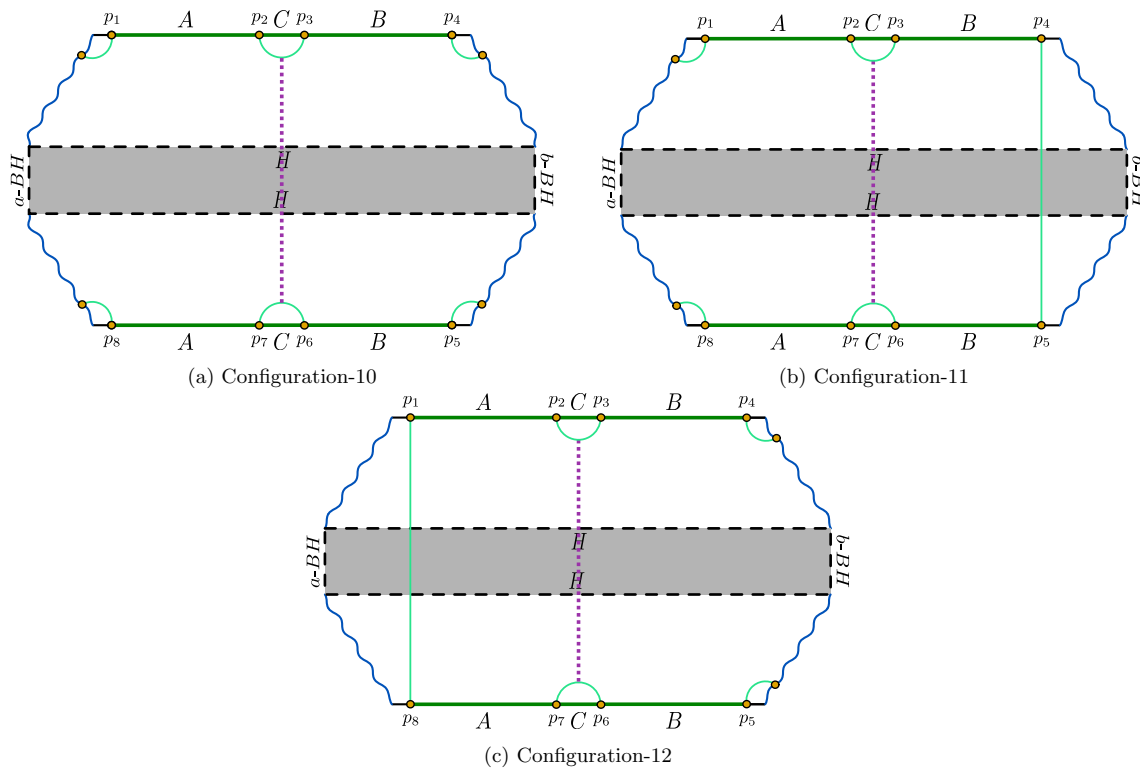 p₁ A p₂ C p₃ B p₄
a-BH H b-BH
H
p₈ A p₇ C p₆ B p₅
(a) Configuration-10
p₁ A p₂ C p₃ B p₄
a-BH H b-BH
H
p₈ A p₇ C p₆ B p₅
(b) Configuration-11
p₁ A p₂ C p₃ B p₄
a-BH H b-BH
H
p₈ A p₇ C p₆ B p₅
(c) Configuration-12